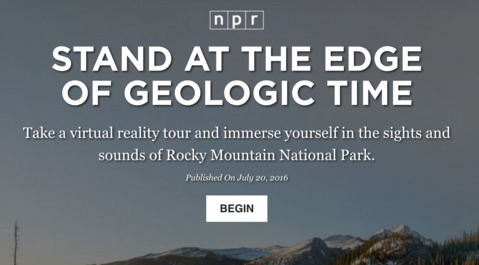 npr
STAND AT THE EDGE
OF GEOLOGIC TIME
Take a virtual reality tour and immerse yourself in the sights and
sounds of Rocky Mountain National Park.
Published On July 20, 2016
BEGIN